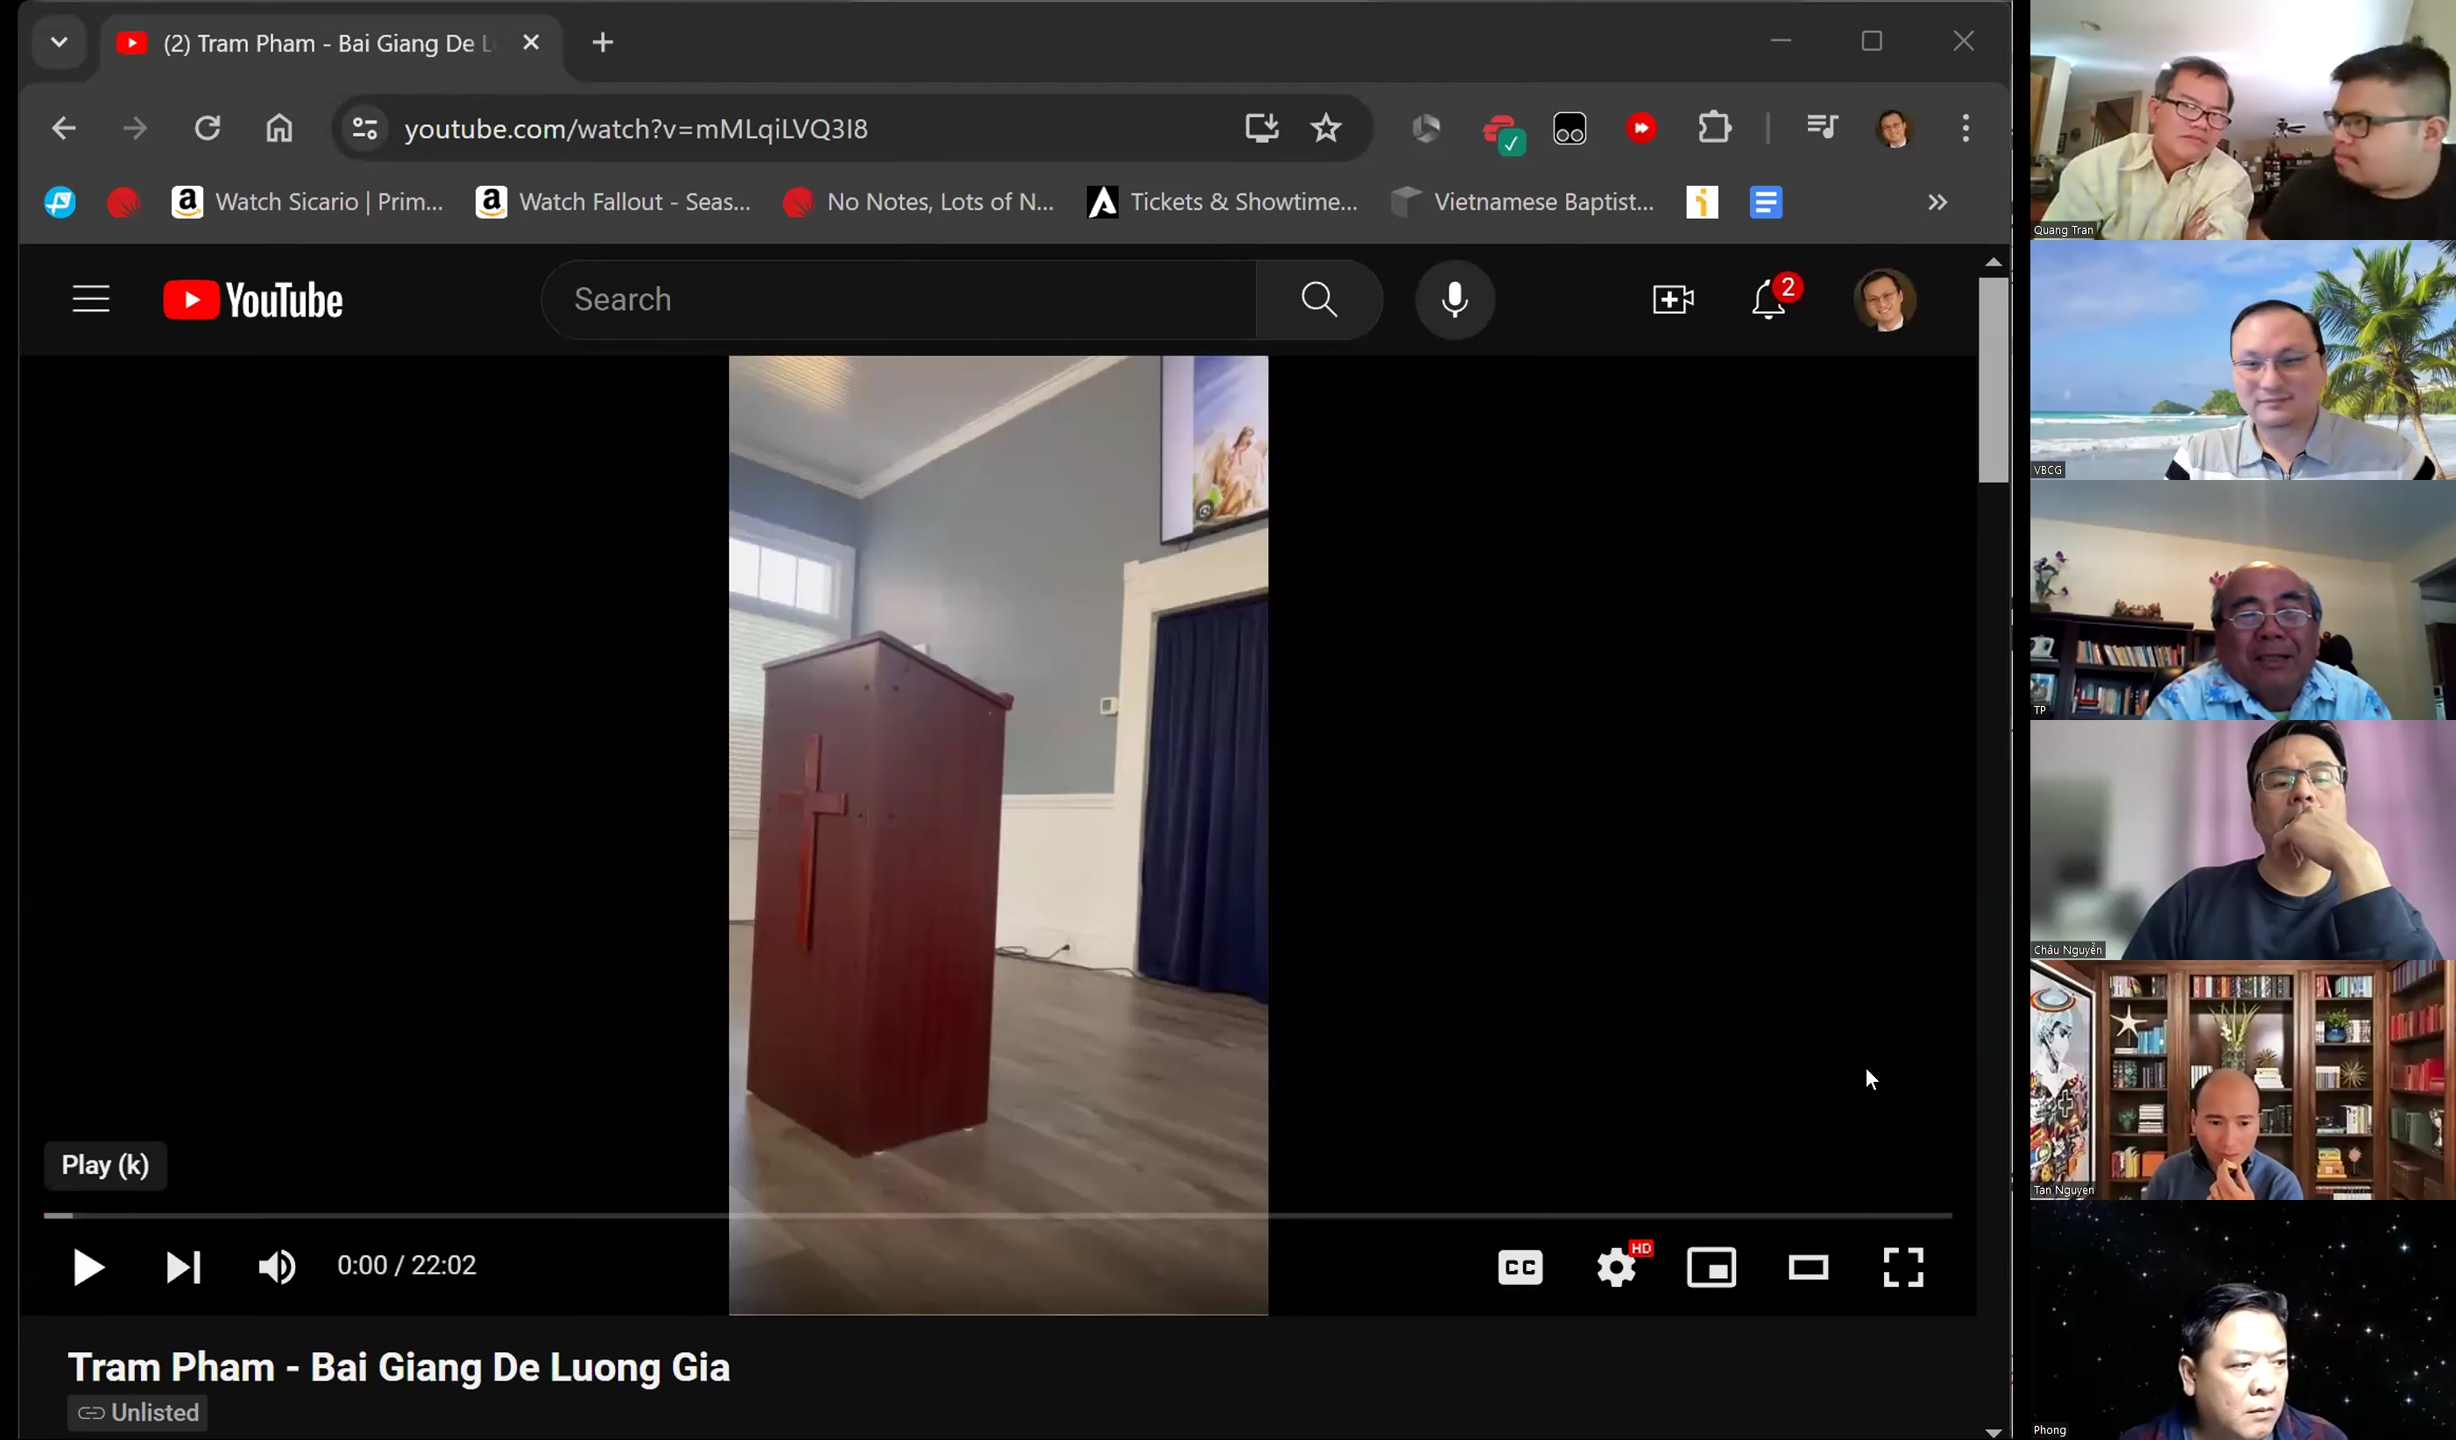 (2) Tram Pham - Bai Giang De L
youtube.com/watch?v=mMLqiLVQ3I8
Watch Sicario | Prim...
Watch Fallout - Seas...
No Notes, Lots of N...
Tickets & Showtime...
Vietnamese Baptist...
YouTube
Search
2
Play (k)
0:00 / 22:02
CC
HD
Tram Pham - Bai Giang De Luong Gia
Unlisted
Quang Tran
VBCG
TP
Châu Nguyễn
Tan Nguyen
Phong